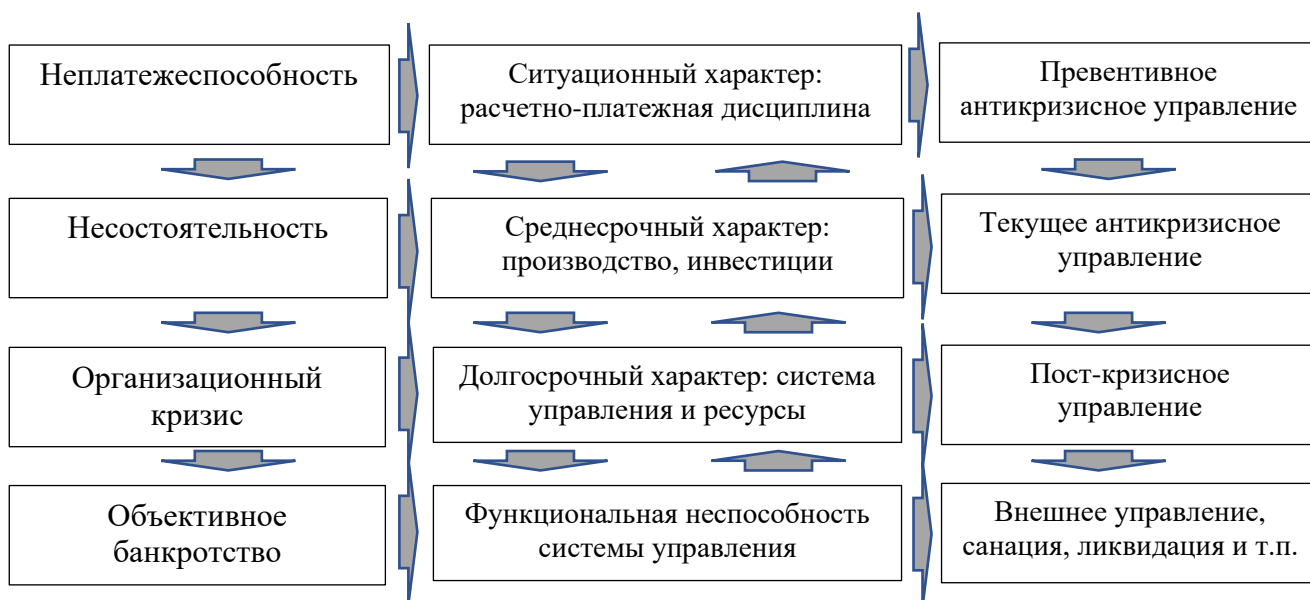 Неплатежеспособность
Ситуационный характер:
расчетно-платежная дисциплина
Превентивное
антикризисное управление
Несостоятельность
Среднесрочный характер:
производство, инвестиции
Текущее антикризисное
управление
Организационный
кризис
Долгосрочный характер: система
управления и ресурсы
Пост-кризисное
управление
Объективное
банкротство
Функциональная неспособность
системы управления
Внешнее управление,
санация, ликвидация и т.п.